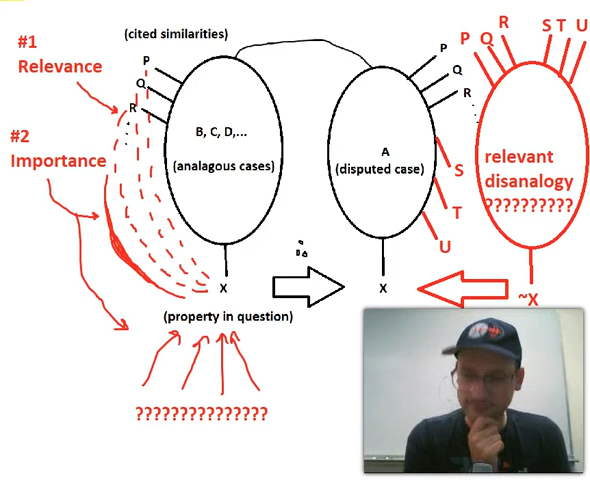 #1
Relevance
#2
Importance
(cited similarities)
P
Q
R
B, C, D,...
(analagous cases)
X
(property in question)
???????????????
P
Q
R
A
(disputed case)
S
T
U
X
P Q R S T U
relevant
disanalogy
??????????
~X